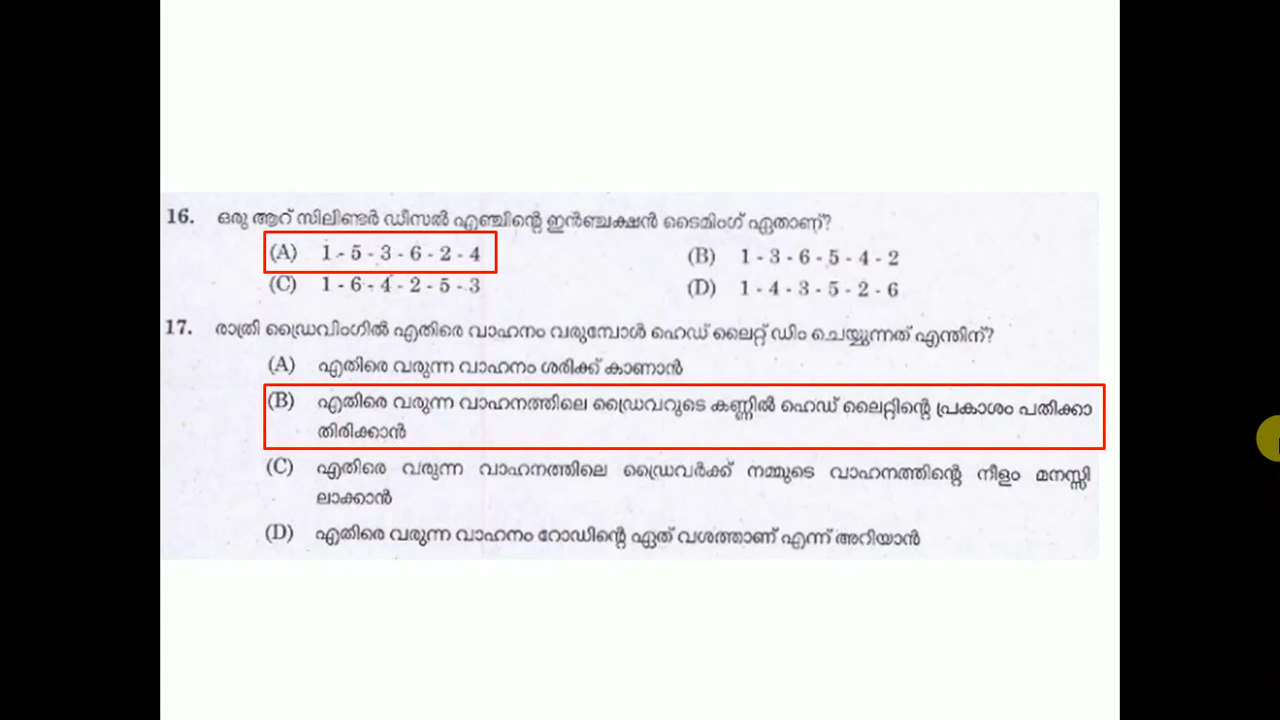 16. ഒരു ആറ് സിലിണ്ടർ ഡീസൽ എഞ്ചിന്റെ ഇൻഞ്ചക്ഷൻ ടൈമിംഗ് ഏതാണ്?
(A) 1 - 5 - 3 - 6 - 2 - 4 (B) 1 - 3 - 6 - 5 - 4 - 2
(C) 1 - 6 - 4 - 2 - 5 - 3 (D) 1 - 4 - 3 - 5 - 2 - 6
17. രാത്രി ഡ്രൈവിംഗിൽ എതിരെ വാഹനം വരുമ്പോൾ ഹെഡ് ലൈറ്റ് ഡിം ചെയ്യുന്നത് എന്തിന്?
(A) എതിരെ വരുന്ന വാഹനം ശരിക്ക് കാണാൻ
(B) എതിരെ വരുന്ന വാഹനത്തിലെ ഡ്രൈവറുടെ കണ്ണിൽ ഹെഡ് ലൈറ്റിന്റെ പ്രകാശം പതിക്കാ
തിരിക്കാൻ
(C) എതിരെ വരുന്ന വാഹനത്തിലെ ഡ്രൈവർക്ക് നമ്മുടെ വാഹനത്തിന്റെ നീളം മനസ്സി
ലാക്കാൻ
(D) എതിരെ വരുന്ന വാഹനം റോഡിന്റെ ഏത് വശത്താണ് എന്ന് അറിയാൻ